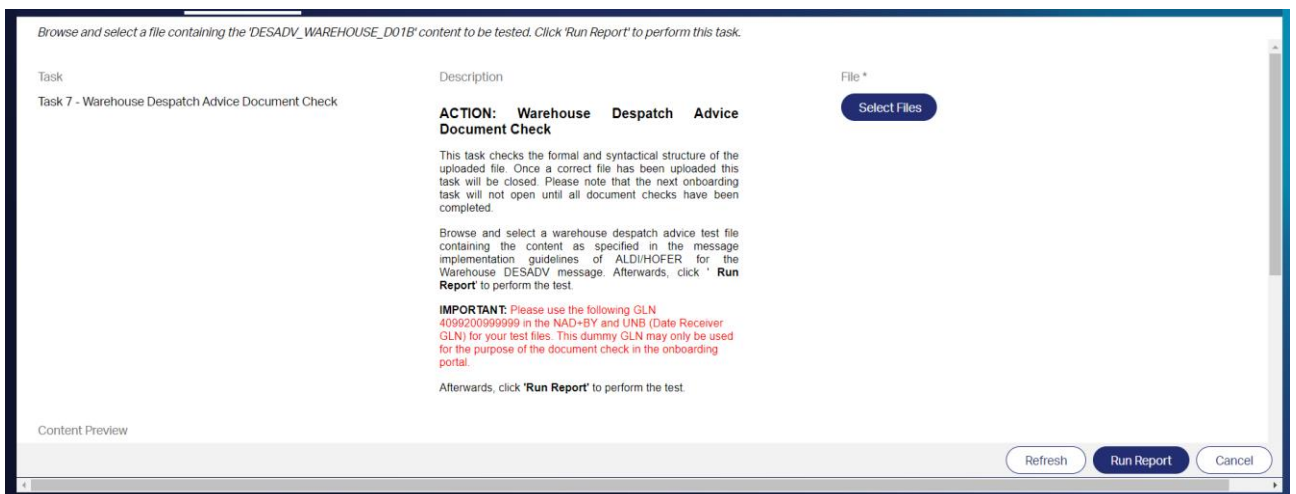 Browse and select a file containing the 'DESADV_WAREHOUSE_D01B' content to be tested. Click 'Run Report' to perform this task.
Task
Task 7 - Warehouse Despatch Advice Document Check
Description
ACTION: Warehouse Despatch Advice
Document Check
This task checks the formal and syntactical structure of the
uploaded file. Once a correct file has been uploaded this
task will be closed. Please note that the next onboarding
task will not open until all document checks have been
completed.
Browse and select a warehouse despatch advice test file
containing the content as specified in the message
implementation guidelines of ALDI/HOFER for the
Warehouse DESADV message. Afterwards, click ' Run
Report' to perform the test.
IMPORTANT: Please use the following GLN
4099200999999 in the NAD+BY and UNB (Date Receiver
GLN) for your test files. This dummy GLN may only be used
for the purpose of the document check in the onboarding
portal.
Afterwards, click 'Run Report' to perform the test.
File *
Select Files
Content Preview
Refresh
Run Report
Cancel